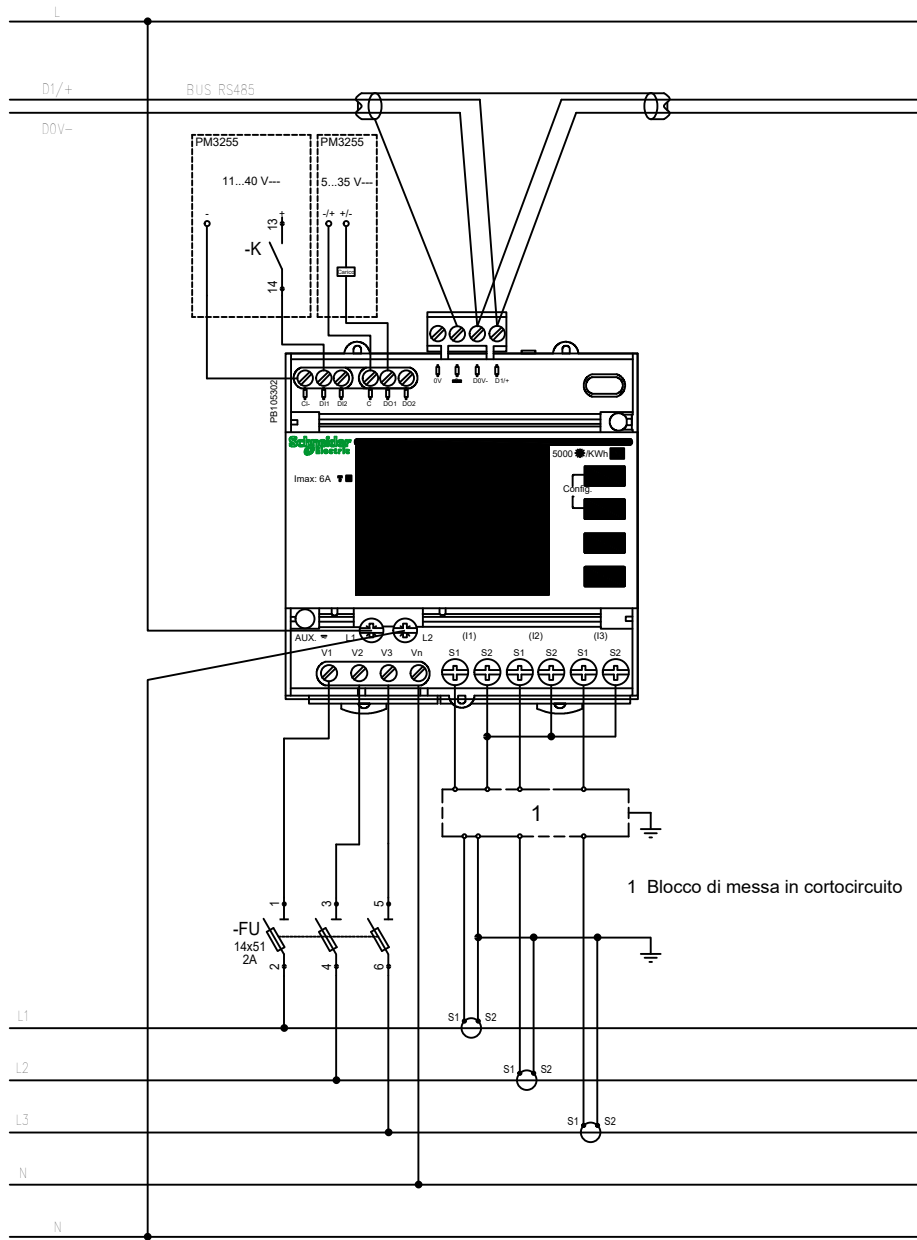 L
D1/+ BUS RS485
D0V-
PM3255 PM3255
11...40 V--- 5...35 V---
- + -/+ +/-
13
-K
14
Carico
PB105302
0V D0V- D1/+
CI- DI1 DI2 C DO1 DO2
Schneider
Electric
5000 /KWh
Imax: 6A
Config.
AUX. L1 L2 (I1) (I2) (I3)
V1 V2 V3 Vn S1 S2 S1 S2 S1 S2
1
1 Blocco di messa in cortocircuito
1 3 5
-FU
14x51
2A
2 4 6
L1 S1 S2
L2 S1 S2
L3 S1 S2
N
N